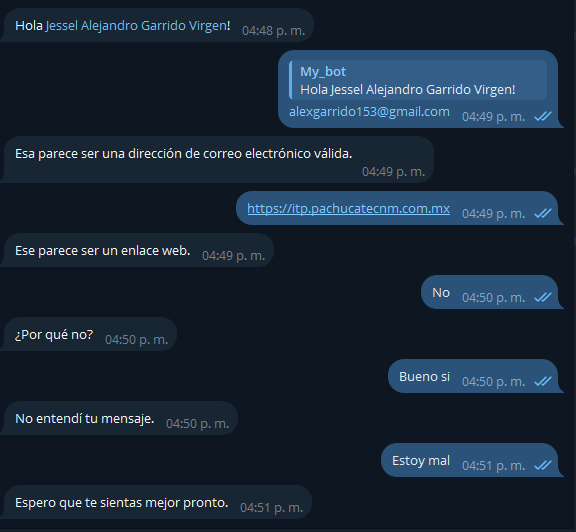 Hola Jessel Alejandro Garrido Virgen! 04:48 p. m.
My_bot
Hola Jessel Alejandro Garrido Virgen!
alexgarrido153@gmail.com 04:49 p. m.
Esa parece ser una dirección de correo electrónico válida.
04:49 p. m.
https://itp.pachucatecnm.com.mx 04:49 p. m.
Ese parece ser un enlace web. 04:49 p. m.
No 04:50 p. m.
¿Por qué no? 04:50 p. m.
Bueno si 04:50 p. m.
No entendí tu mensaje. 04:50 p. m.
Estoy mal 04:51 p. m.
Espero que te sientas mejor pronto. 04:51 p. m.